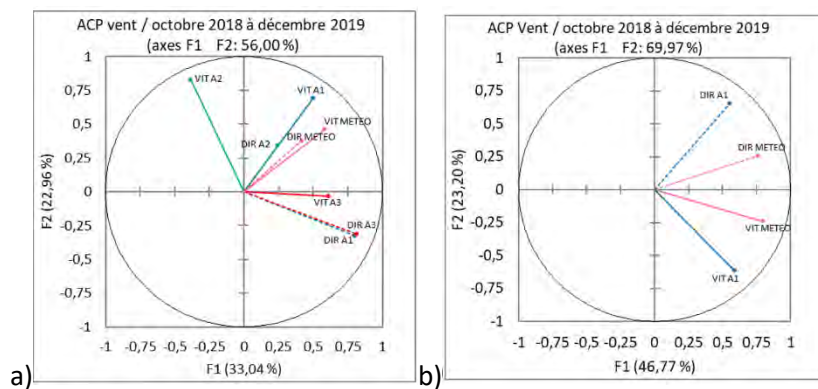 ACP vent / octobre 2018 à décembre 2019
(axes F1 F2: 56,00 %)
1
0,75
0,5
0,25
0
-0,25
-0,5
-0,75
-1
F2 (22,96 %)
VIT A2
VIT A1
VIT METEO
DIR METEO
DIR A2
VIT A3
DIR A3
DIR A1
-1 -0,75 -0,5 -0,25 0 0,25 0,5 0,75 1
F1 (33,04 %)
a)
ACP Vent / octobre 2018 à décembre 2019
(axes F1 F2: 69,97 %)
1
0,75
0,5
0,25
0
-0,25
-0,5
-0,75
-1
F2 (23,20 %)
DIR A1
DIR METEO
VIT METEO
VIT A1
-1 -0,75 -0,5 -0,25 0 0,25 0,5 0,75 1
F1 (46,77 %)
b)